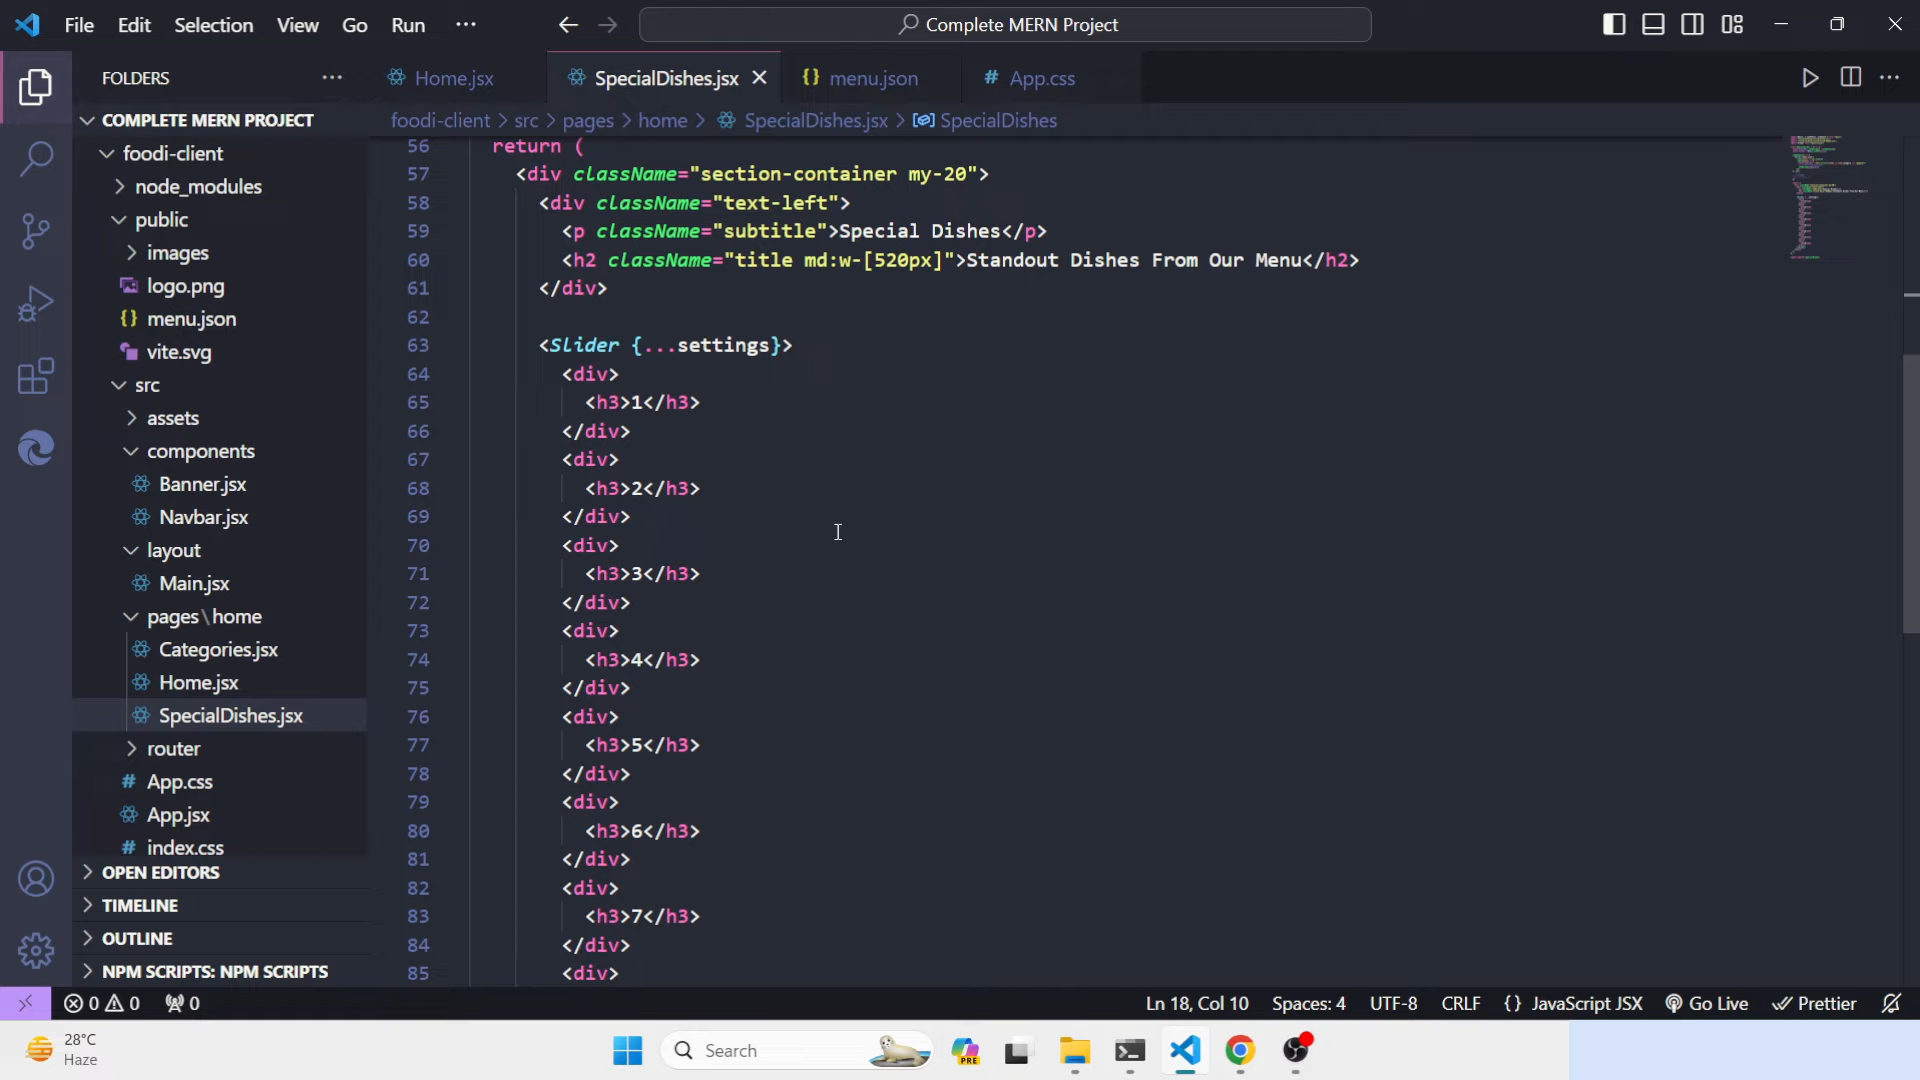 File Edit Selection View Go Run ··· Complete MERN Project
FOLDERS ···
Home.jsx SpecialDishes.jsx {} menu.json # App.css
foodi-client > src > pages > home > SpecialDishes.jsx > SpecialDishes
COMPLETE MERN PROJECT
foodi-client
node_modules
public
images
logo.png
{} menu.json
vite.svg
src
assets
components
Banner.jsx
Navbar.jsx
layout
Main.jsx
pages\home
Categories.jsx
Home.jsx
SpecialDishes.jsx
router
# App.css
App.jsx
# index.css
OPEN EDITORS
TIMELINE
OUTLINE
NPM SCRIPTS: NPM SCRIPTS
56 return (
57 <div className="section-container my-20">
58 <div className="text-left">
59 <p className="subtitle">Special Dishes</p>
60 <h2 className="title md:w-[520px]">Standout Dishes From Our Menu</h2>
61 </div>
62
63 <Slider {...settings}>
64 <div>
65 <h3>1</h3>
66 </div>
67 <div>
68 <h3>2</h3>
69 </div>
70 <div>
71 <h3>3</h3>
72 </div>
73 <div>
74 <h3>4</h3>
75 </div>
76 <div>
77 <h3>5</h3>
78 </div>
79 <div>
80 <h3>6</h3>
81 </div>
82 <div>
83 <h3>7</h3>
84 </div>
85 <div>
0 0 0 Ln 18, Col 10 Spaces: 4 UTF-8 CRLF {} JavaScript JSX Go Live Prettier
28°C
Haze
Search
PRE